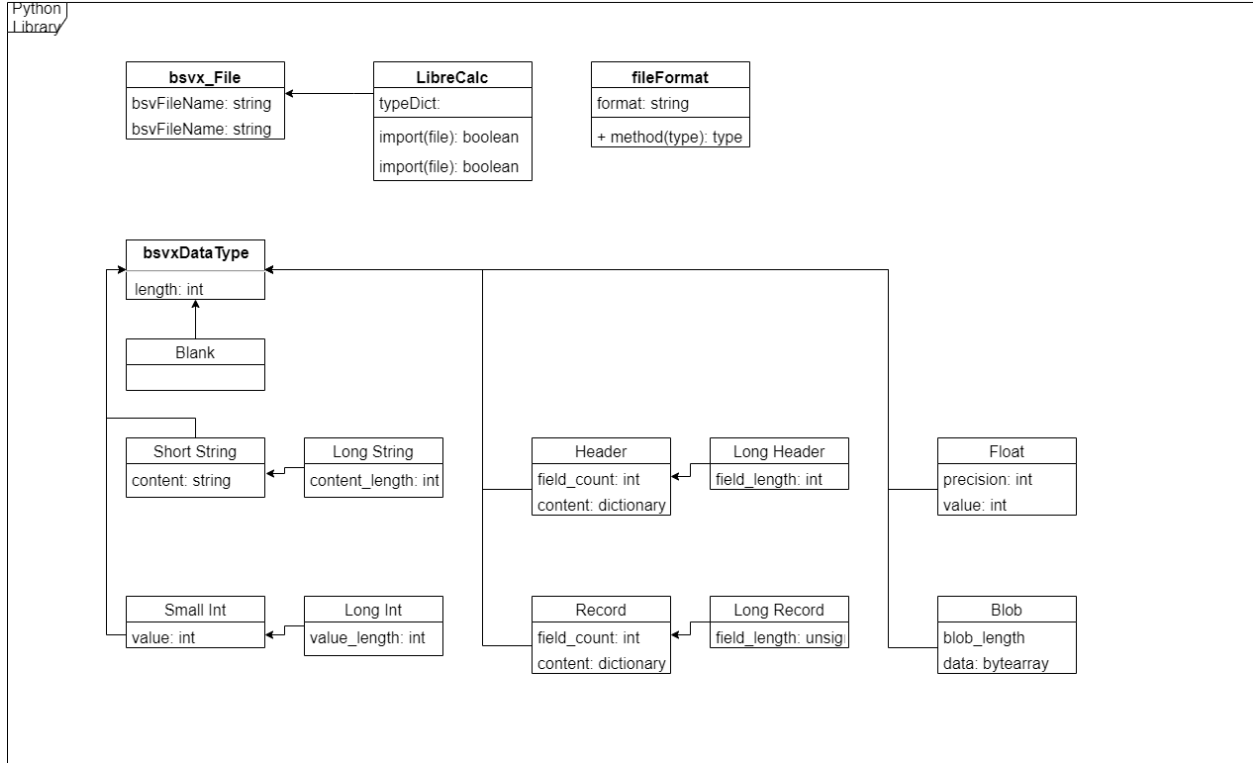 Python
Library
bsvx_File
bsvFileName: string
bsvFileName: string
LibreCalc
typeDict:
import(file): boolean
import(file): boolean
fileFormat
format: string
+ method(type): type
bsvxDataType
length: int
Blank
Short String
content: string
Long String
content_length: int
Header
field_count: int
content: dictionary
Long Header
field_length: int
Float
precision: int
value: int
Small Int
value: int
Long Int
value_length: int
Record
field_count: int
content: dictionary
Long Record
field_length: unsig
Blob
blob_length
data: bytearray